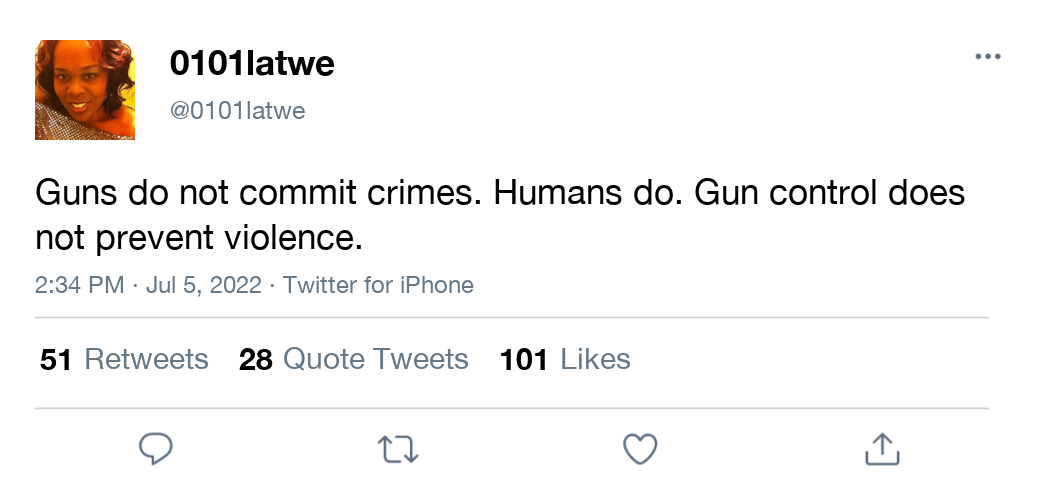 0101latwe
@0101latwe
Guns do not commit crimes. Humans do. Gun control does
not prevent violence.
2:34 PM · Jul 5, 2022 · Twitter for iPhone
51 Retweets 28 Quote Tweets 101 Likes